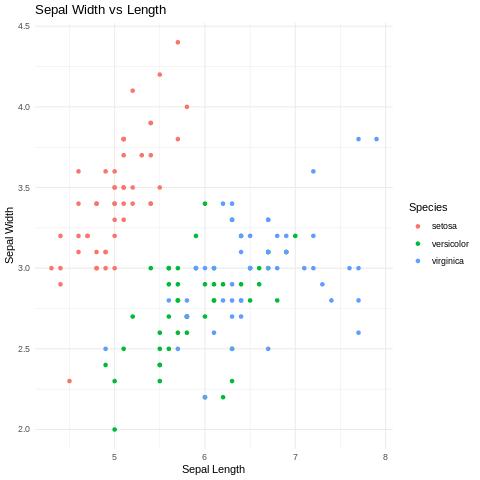 Sepal Width vs Length
4.5
4.0
3.5
3.0
2.5
2.0
Sepal Width
5
6
7
8
Sepal Length
Species
setosa
versicolor
virginica